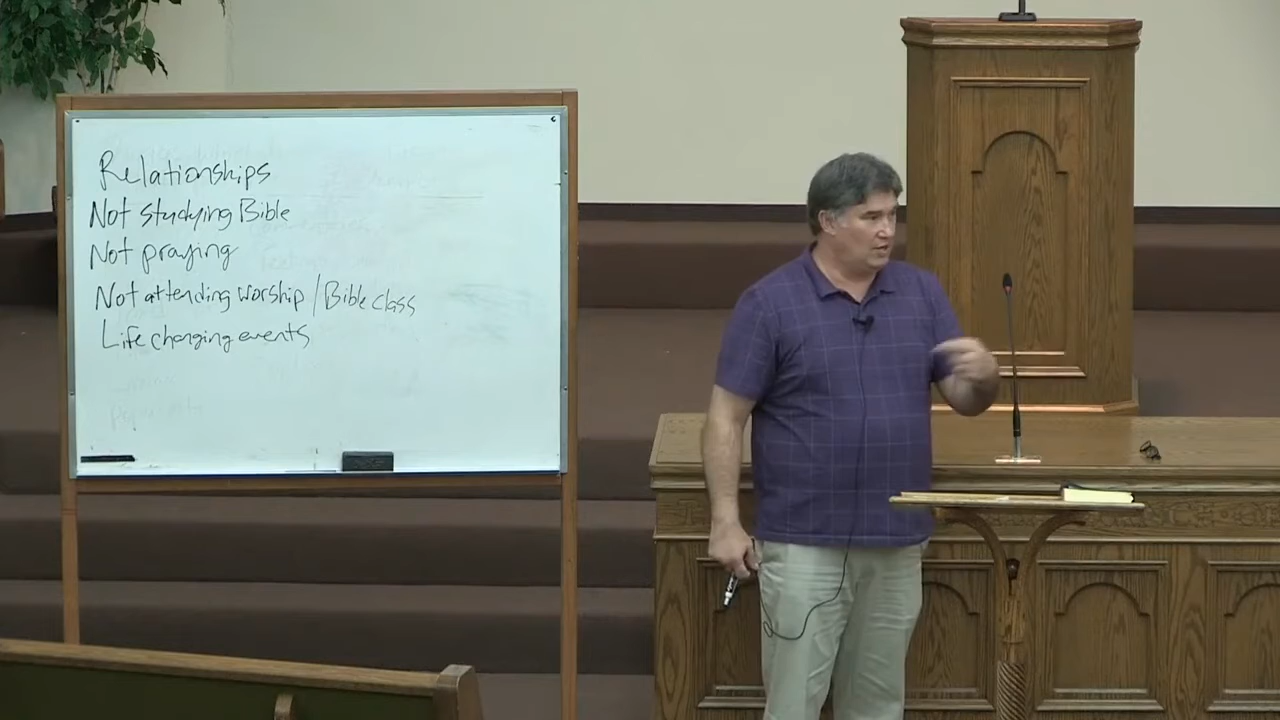 Relationships
Not studying Bible
Not praying
Not attending worship / Bible class
Life changing events